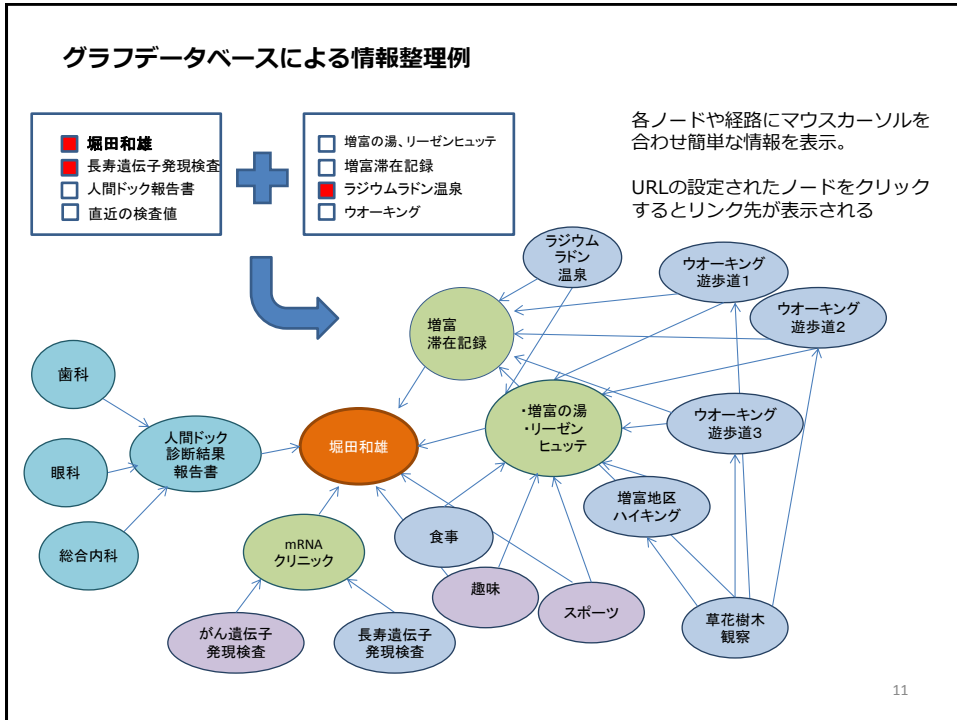 グラフデータベースによる情報整理例
堀田和雄
長寿遺伝子発現検査
人間ドック報告書
直近の検査値
増富の湯、リーゼンヒュッテ
増富滞在記録
ラジウムラドン温泉
ウオーキング
各ノードや経路にマウスカーソルを
合わせ簡単な情報を表示。
URLの設定されたノードをクリック
するとリンク先が表示される
ラジウム
ラドン
温泉
ウオーキング
遊歩道1
ウオーキング
遊歩道2
増富
滞在記録
歯科
・増富の湯
・リーゼン
ヒュッテ
ウオーキング
遊歩道3
人間ドック
診断結果
報告書
堀田和雄
眼科
増富地区
ハイキング
食事
mRNA
クリニック
総合内科
趣味
スポーツ
草花樹木
観察
がん遺伝子
発現検査
長寿遺伝子
発現検査
11